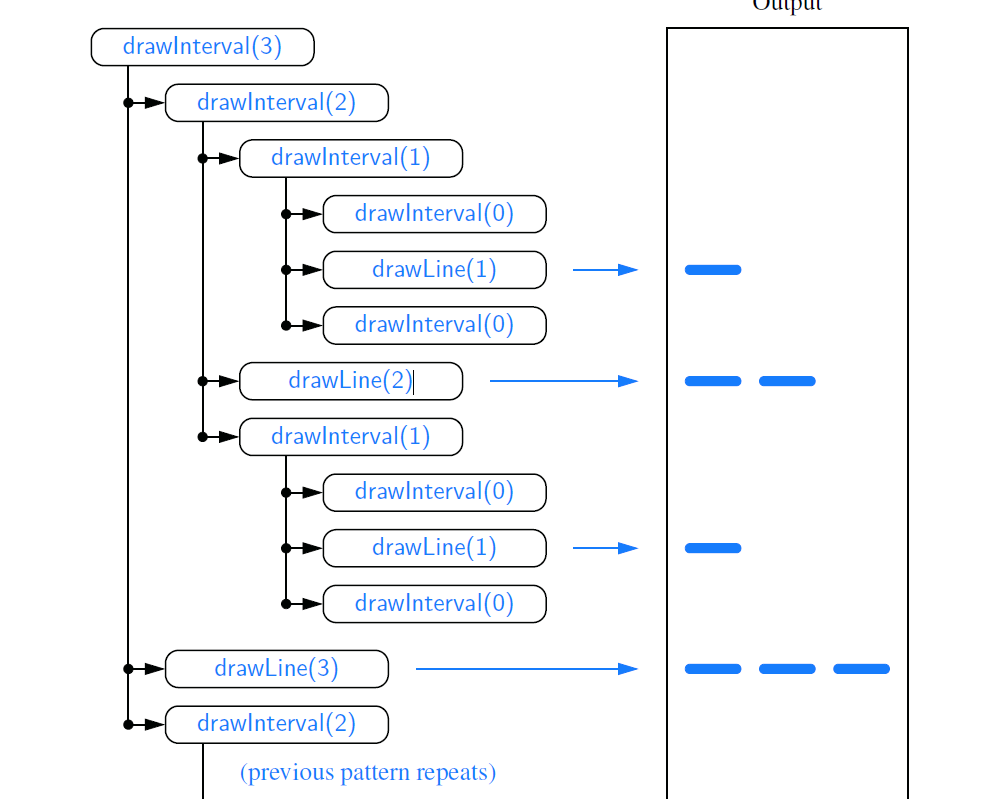 Output
drawInterval(3)
drawInterval(2)
drawInterval(1)
drawInterval(0)
drawLine(1)
drawInterval(0)
drawLine(2)
drawInterval(1)
drawInterval(0)
drawLine(1)
drawInterval(0)
drawLine(3)
drawInterval(2)
(previous pattern repeats)